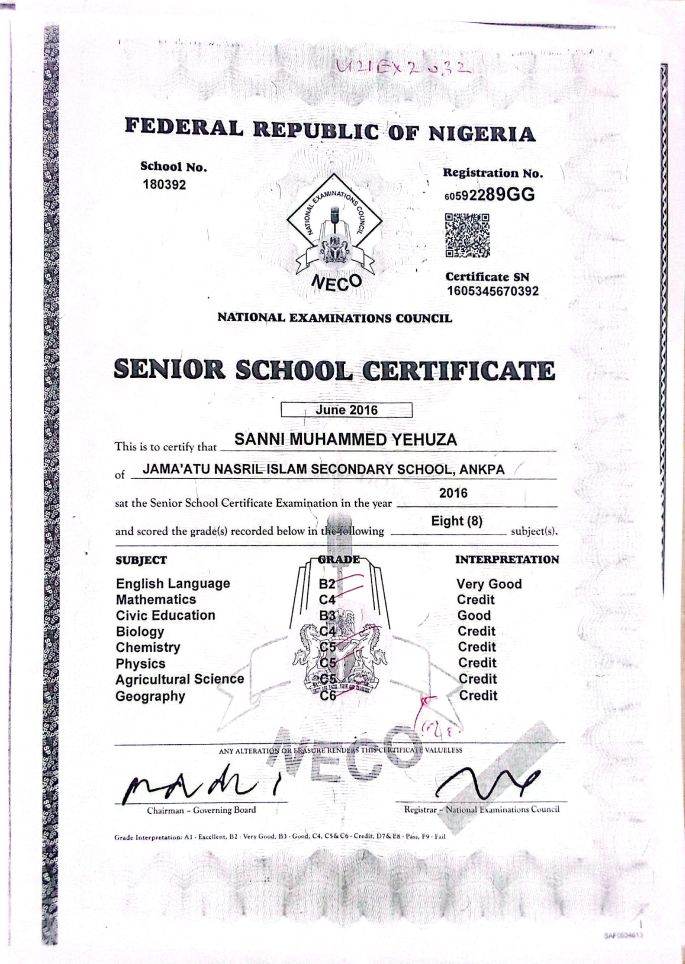 U21EX2032
FEDERAL REPUBLIC OF NIGERIA
School No.
180392
Registration No.
6059​2289GG
NATIONAL EXAMINATIONS COUNCIL
NECO
Certificate SN
1605345670392
NATIONAL EXAMINATIONS COUNCIL
SENIOR SCHOOL CERTIFICATE
June 2016
This is to certify that SANNI MUHAMMED YEHUZA
of JAMA'ATU NASRIL ISLAM SECONDARY SCHOOL, ANKPA
sat the Senior School Certificate Examination in the year 2016
and scored the grade(s) recorded below in the following Eight (8) subject(s).
SUBJECT GRADE INTERPRETATION
English Language B2 Very Good
Mathematics C4 Credit
Civic Education B3 Good
Biology C4 Credit
Chemistry C5 Credit
Physics C5 Credit
Agricultural Science C5 Credit
Geography C6 Credit
NECO
ANY ALTERATION OR ERASURE RENDERS THIS CERTIFICATE VALUELESS
Chairman - Governing Board
Registrar - National Examinations Council
Grade Interpretation: A1 - Excellent, B2 - Very Good, B3 - Good, C4, C5 & C6 - Credit, D7 & E8 - Pass, F9 - Fail